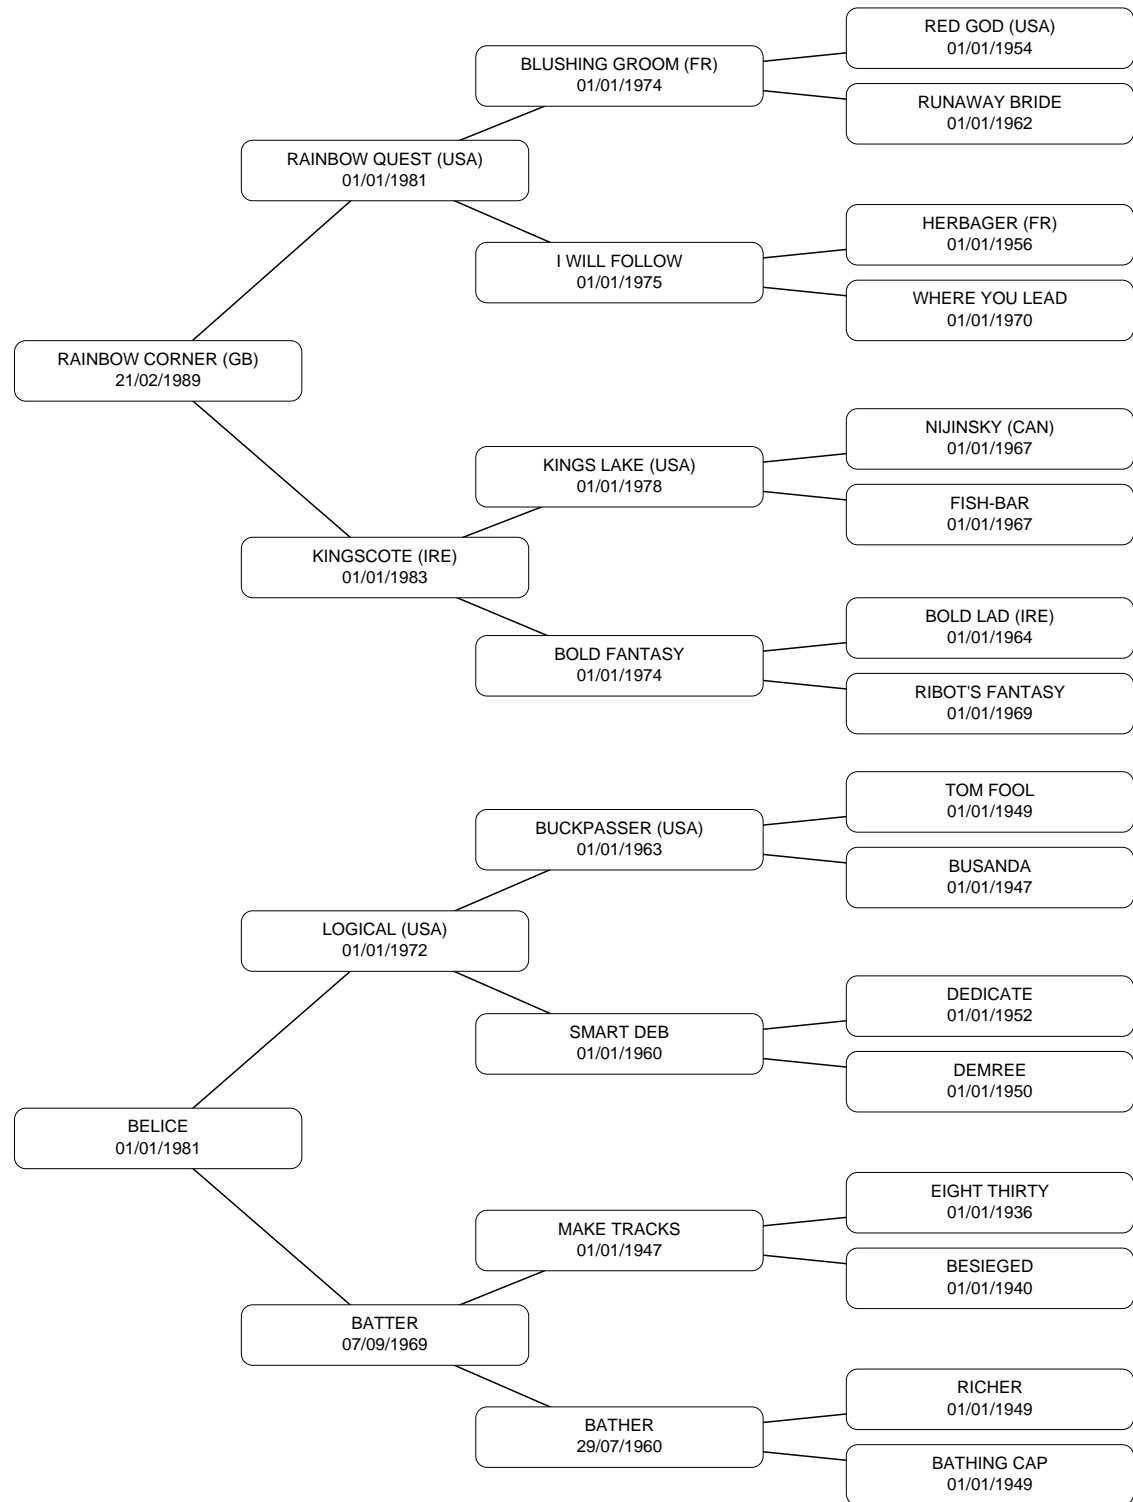 RED GOD (USA)
01/01/1954
BLUSHING GROOM (FR)
01/01/1974
RUNAWAY BRIDE
01/01/1962
RAINBOW QUEST (USA)
01/01/1981
HERBAGER (FR)
01/01/1956
I WILL FOLLOW
01/01/1975
WHERE YOU LEAD
01/01/1970
RAINBOW CORNER (GB)
21/02/1989
NIJINSKY (CAN)
01/01/1967
KINGS LAKE (USA)
01/01/1978
FISH-BAR
01/01/1967
KINGSCOTE (IRE)
01/01/1983
BOLD LAD (IRE)
01/01/1964
BOLD FANTASY
01/01/1974
RIBOT'S FANTASY
01/01/1969
TOM FOOL
01/01/1949
BUCKPASSER (USA)
01/01/1963
BUSANDA
01/01/1947
LOGICAL (USA)
01/01/1972
DEDICATE
01/01/1952
SMART DEB
01/01/1960
DEMREE
01/01/1950
BELICE
01/01/1981
EIGHT THIRTY
01/01/1936
MAKE TRACKS
01/01/1947
BESIEGED
01/01/1940
BATTER
07/09/1969
RICHER
01/01/1949
BATHER
29/07/1960
BATHING CAP
01/01/1949